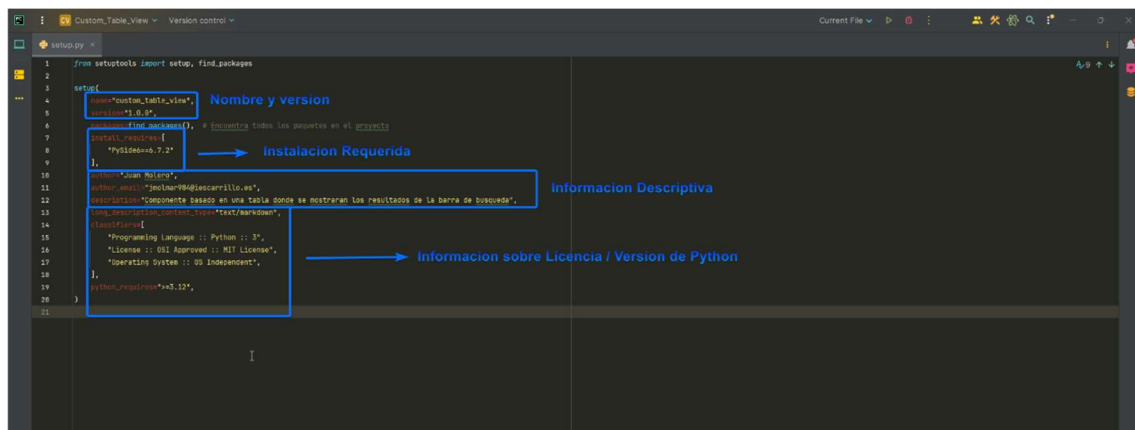 CV Custom_Table_View Version control Current File
setup.py
1 from setuptools import setup, find_packages
2
3 setup(
4 name="custom_table_view", Nombre y version
5 version="1.0.0",
6 packages=find_packages(), # Encuentra todos los paquetes en el proyecto
7 install_requires=[
8 "PySide6==6.7.2" Instalacion Requerida
9 ],
10 author="Juan Molero",
11 author_email="jmolmar984@iescarrillo.es", Informacion Descriptiva
12 description="Componente basado en una tabla donde se mostraran los resultados de la barra de busqueda",
13 long_description_content_type="text/markdown",
14 classifiers=[
15 "Programming Language :: Python :: 3",
16 "License :: OSI Approved :: MIT License", Informacion sobre Licencia / Version de Python
17 "Operating System :: OS Independent",
18 ],
19 python_requires=">=3.12",
20 )
21